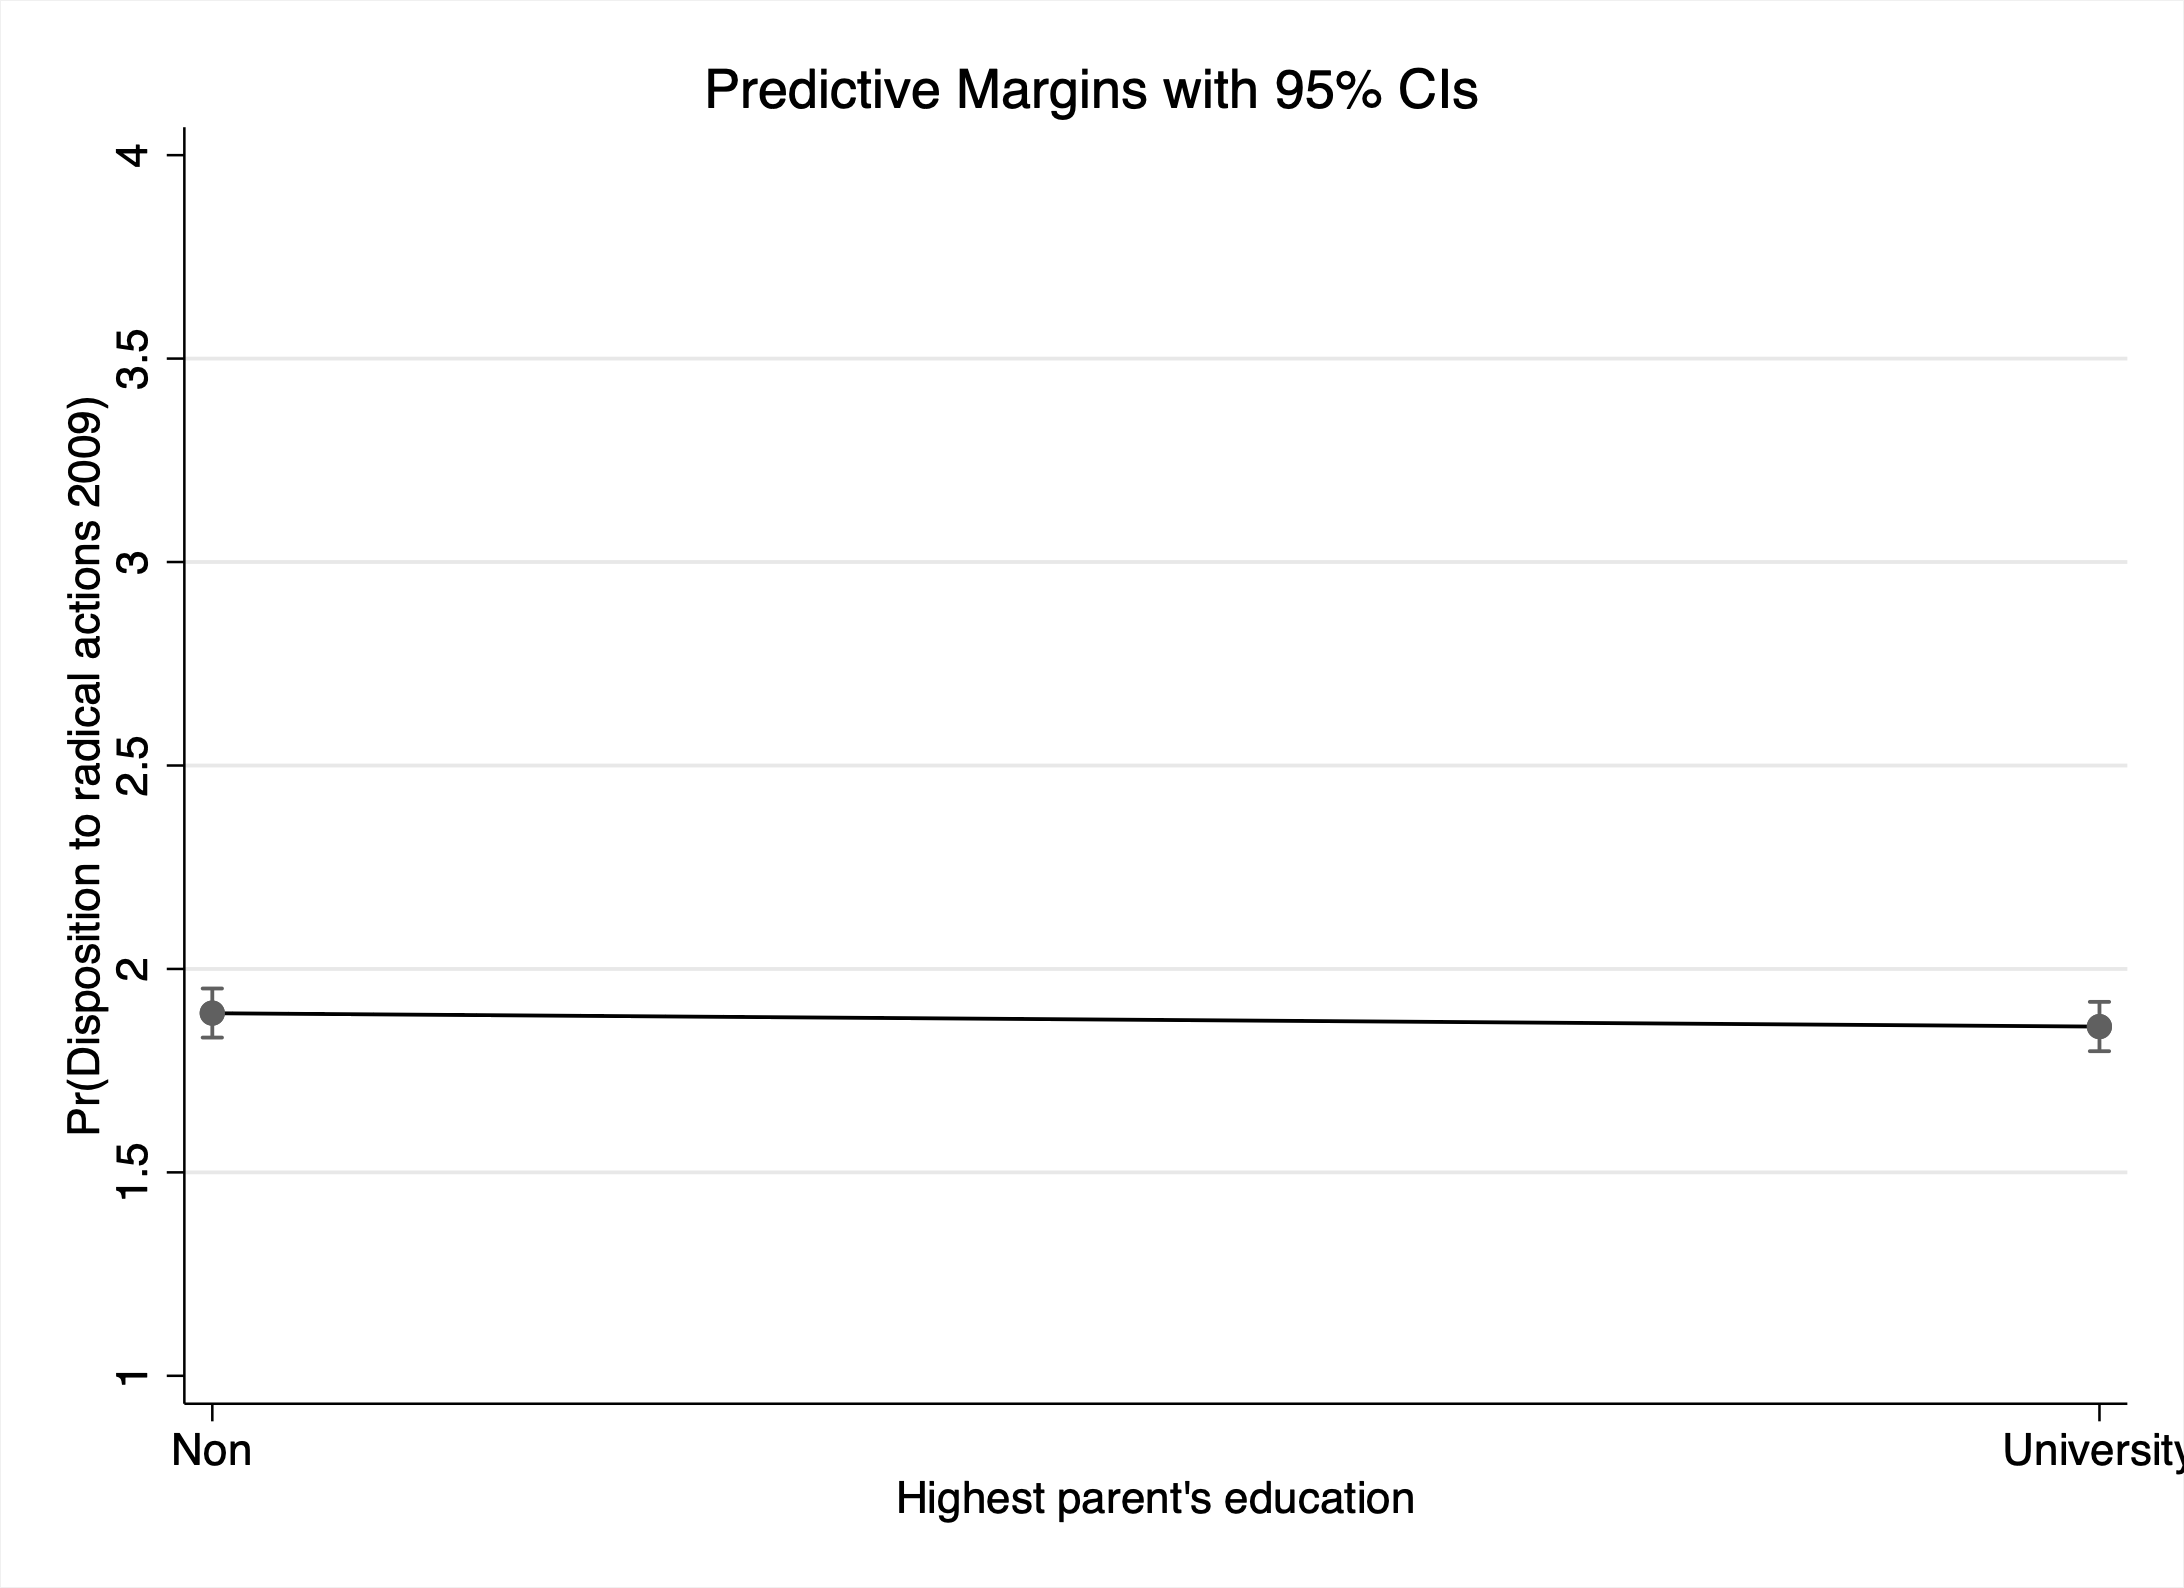 Predictive Margins with 95% CIs
Pr(Disposition to radical actions 2009)
4
3.5
3
2.5
2
1.5
1
Non
University
Highest parent's education